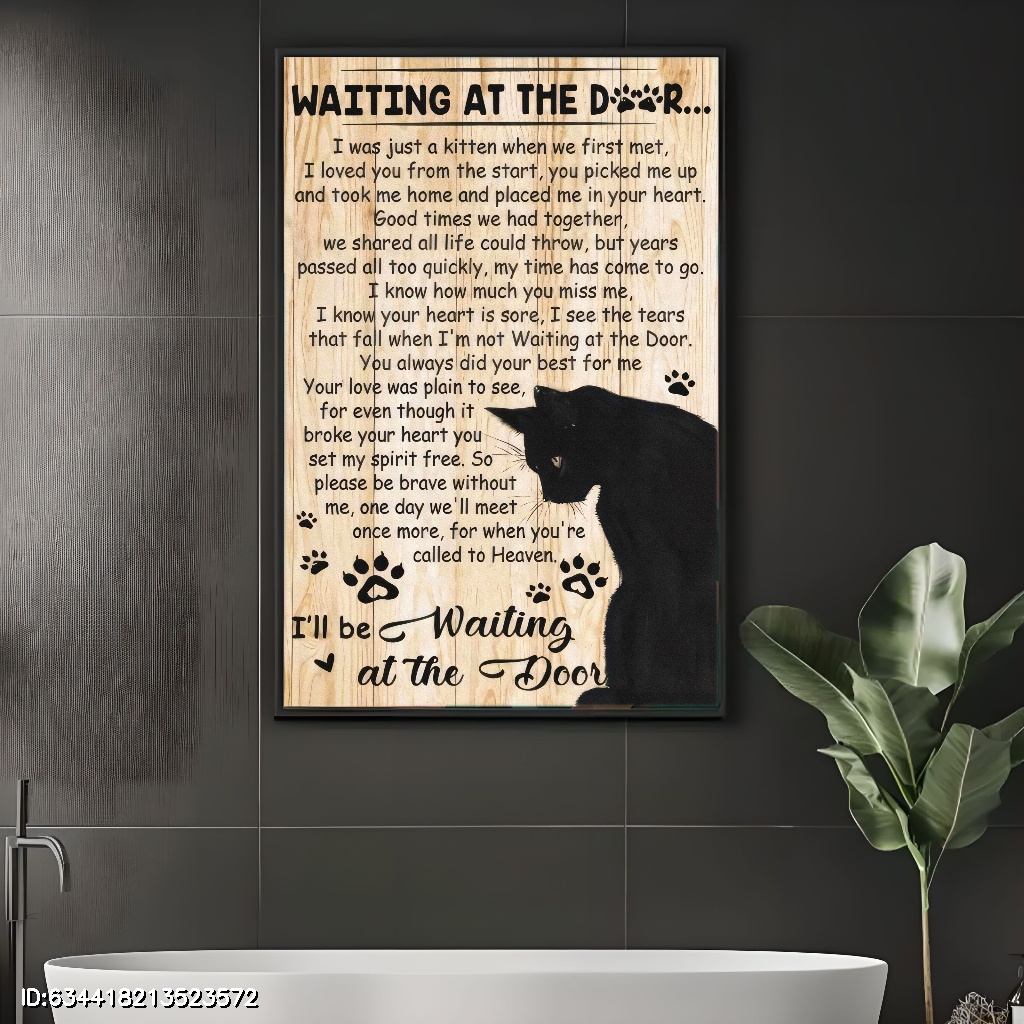 WAITING AT THE DOOR...
I was just a kitten when we first met,
I loved you from the start, you picked me up
and took me home and placed me in your heart.
Good times we had together,
we shared all life could throw, but years
passed all too quickly, my time has come to go.
I know how much you miss me,
I know your heart is sore, I see the tears
that fall when I'm not Waiting at the Door.
You always did your best for me
Your love was plain to see,
for even though it
broke your heart you
set my spirit free. So
please be brave without
me, one day we'll meet
once more, for when you're
called to Heaven.
I'll be Waiting
at the Door
ID:634418213523572